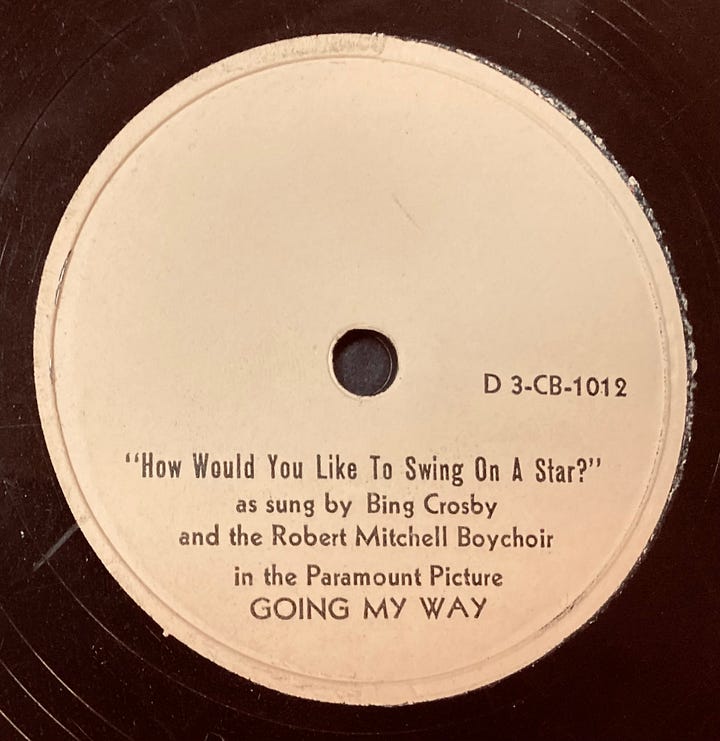 D 3-CB-1012
“How Would You Like To Swing On A Star?”
as sung by Bing Crosby
and the Robert Mitchell Boychoir
in the Paramount Picture
GOING MY WAY